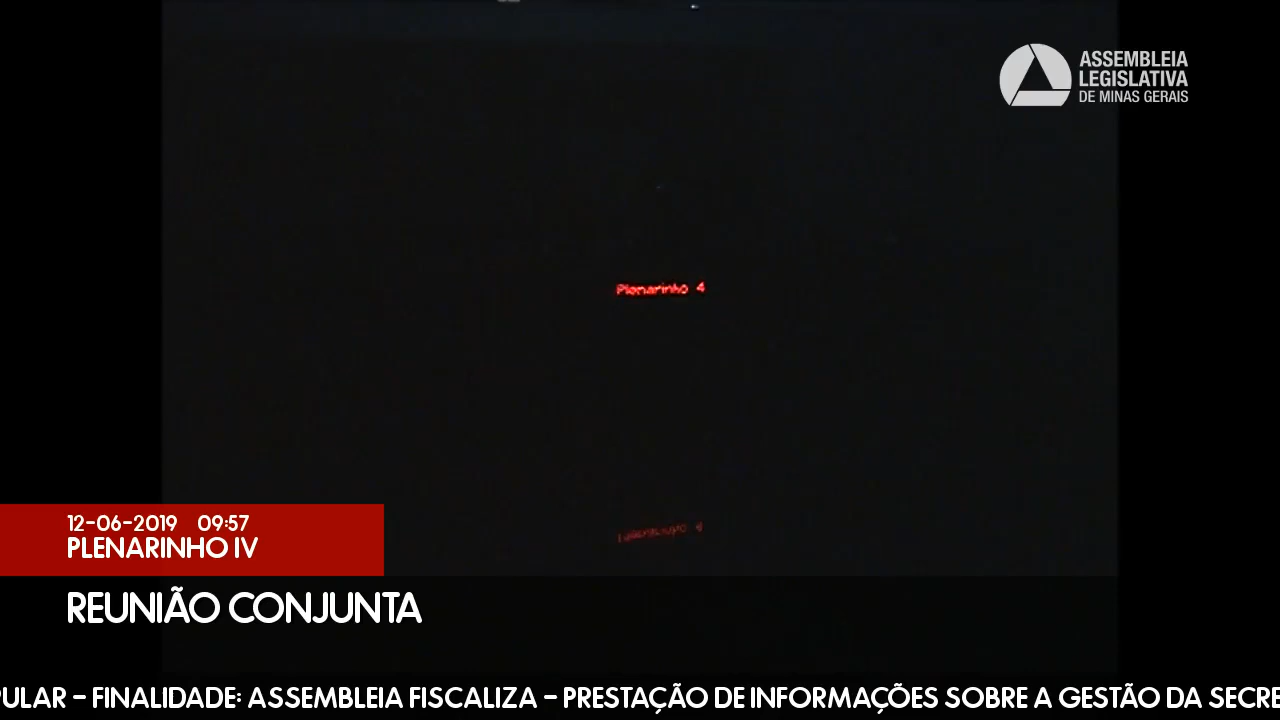 ASSEMBLEIA
LEGISLATIVA
DE MINAS GERAIS
Plenarinho 4
12-06-2019 09:57
PLENARINHO IV
REUNIÃO CONJUNTA
PULAR - FINALIDADE: ASSEMBLEIA FISCALIZA - PRESTAÇÃO DE INFORMAÇÕES SOBRE A GESTÃO DA SECRE